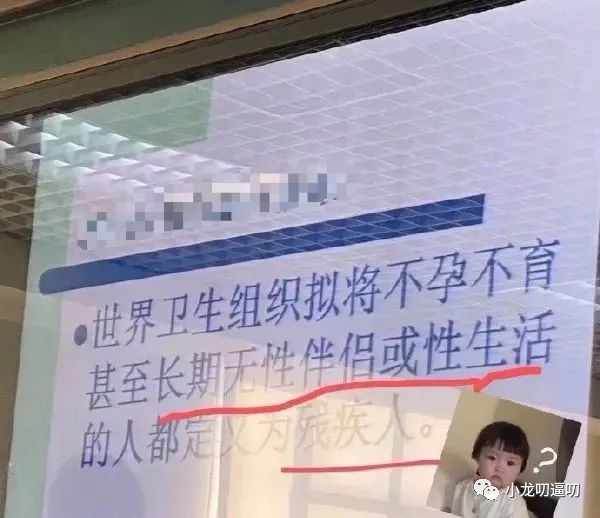 ●世界卫生组织拟将不孕不育
甚至长期无性伴侣或性生活
的人都定义为残疾人。
?
小龙叨逼叨